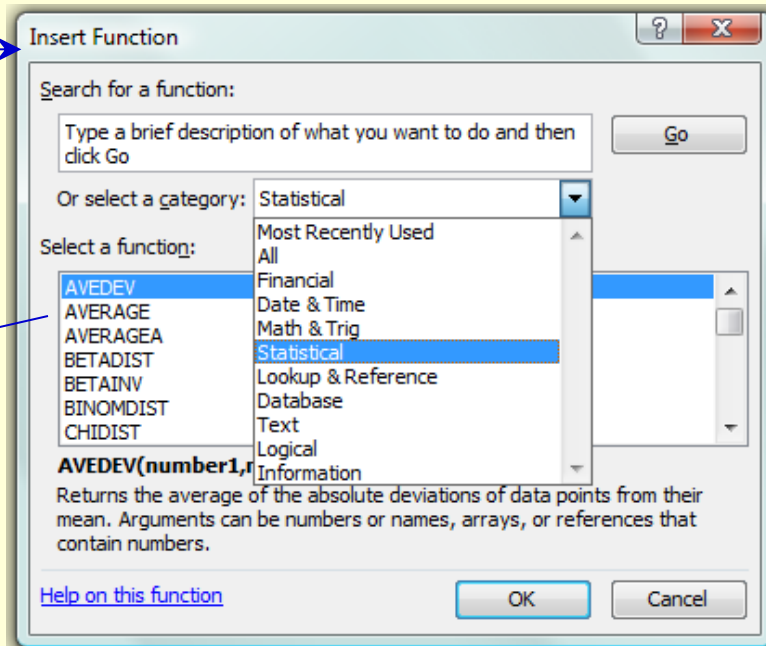 Insert Function
Search for a function:
Type a brief description of what you want to do and then
click Go
Go
Or select a category: Statistical
Most Recently Used
All
Financial
Date & Time
Math & Trig
Statistical
Lookup & Reference
Database
Text
Logical
Information
Select a function:
AVEDEV
AVERAGE
AVERAGEA
BETADIST
BETAINV
BINOMDIST
CHIDIST
AVEDEV(number1,
Returns the average of the absolute deviations of data points from their
mean. Arguments can be numbers or names, arrays, or references that
contain numbers.
Help on this function
OK
Cancel